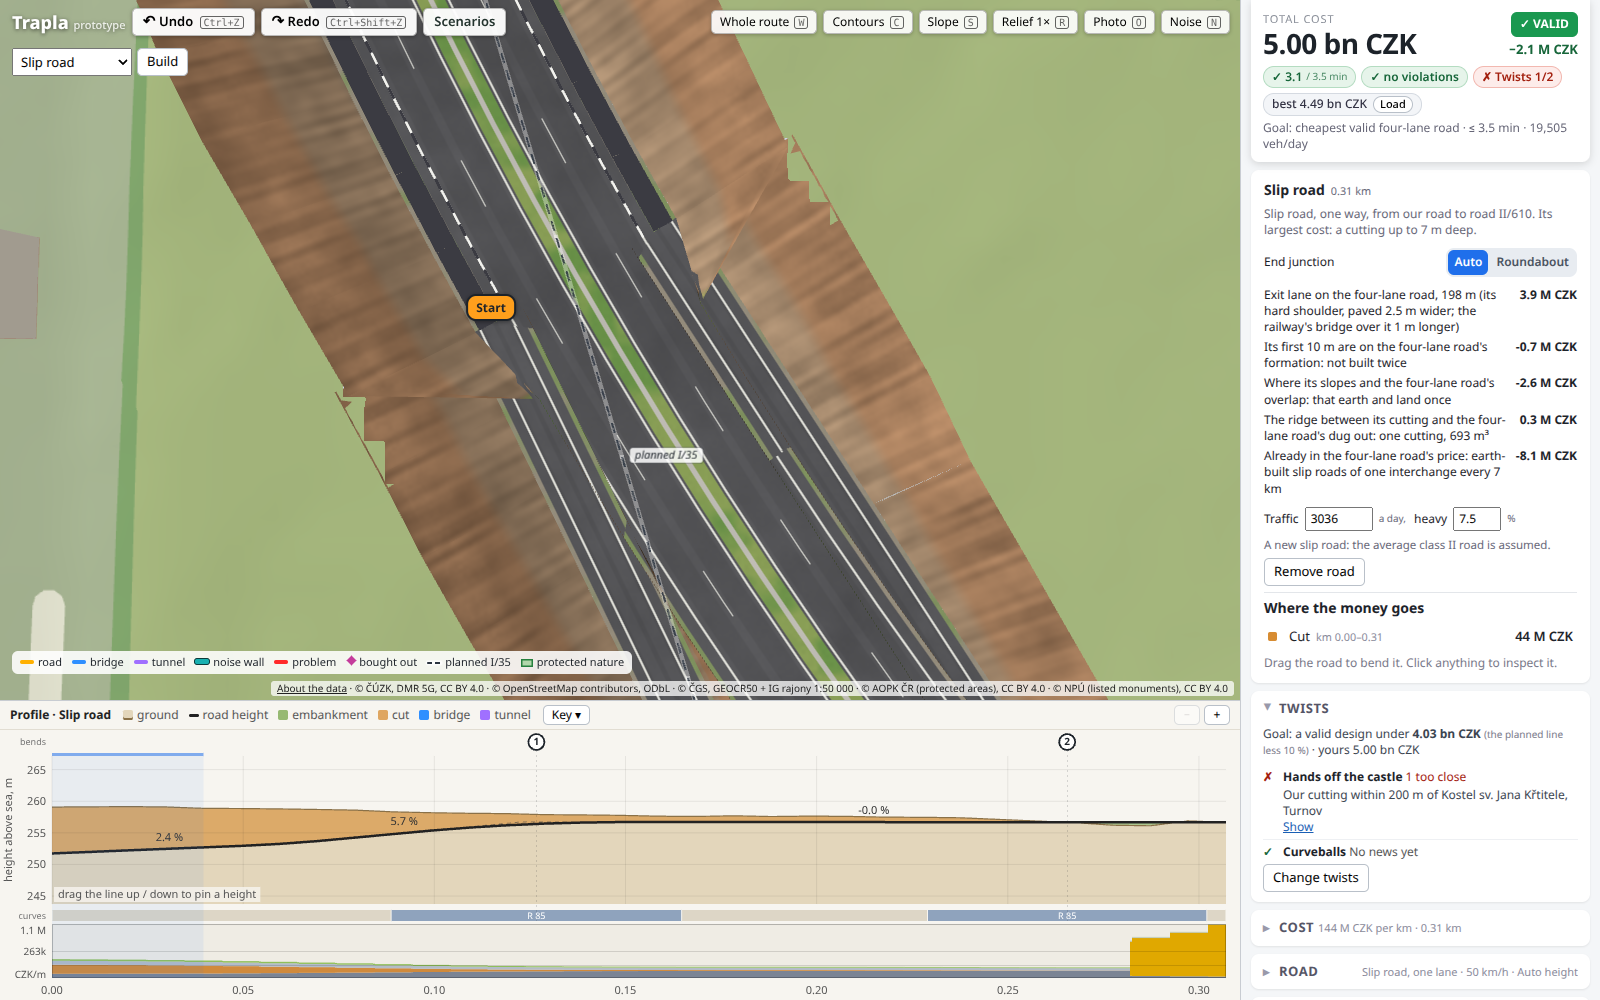 Trapla prototype
↶ Undo Ctrl+Z
↷ Redo Ctrl+Shift+Z
Scenarios
Whole route W
Contours C
Slope S
Relief 1× R
Photo O
Noise N
Slip road
Build
Start
planned I/35
road
bridge
tunnel
noise wall
problem
bought out
planned I/35
protected nature
About the data · © ČÚZK, DMR 5G, CC BY 4.0 · © OpenStreetMap contributors, ODbL · © ČGS, GEOCR50 + IG rajony 1:50 000 · © AOPK ČR (protected areas), CC BY 4.0 · © NPÚ (listed monuments), CC BY 4.0
TOTAL COST
✓ VALID
5.00 bn CZK
−2.1 M CZK
✓ 3.1 / 3.5 min
✓ no violations
✗ Twists 1/2
best 4.49 bn CZK Load
Goal: cheapest valid four-lane road · ≤ 3.5 min · 19,505
veh/day
Slip road 0.31 km
Slip road, one way, from our road to road II/610. Its
largest cost: a cutting up to 7 m deep.
End junction
Auto
Roundabout
Exit lane on the four-lane road, 198 m (its 3.9 M CZK
hard shoulder, paved 2.5 m wider; the
railway's bridge over it 1 m longer)
Its first 10 m are on the four-lane road's -0.7 M CZK
formation: not built twice
Where its slopes and the four-lane road's -2.6 M CZK
overlap: that earth and land once
The ridge between its cutting and the four- 0.3 M CZK
lane road's dug out: one cutting, 693 m³
Already in the four-lane road's price: earth- -8.1 M CZK
built slip roads of one interchange every 7
km
Traffic 3036 a day, heavy 7.5 %
A new slip road: the average class II road is assumed.
Remove road
Where the money goes
Cut km 0.00–0.31 44 M CZK
Drag the road to bend it. Click anything to inspect it.
▼ TWISTS
Goal: a valid design under 4.03 bn CZK (the planned line
less 10 %) · yours 5.00 bn CZK
✗ Hands off the castle 1 too close
Our cutting within 200 m of Kostel sv. Jana Křtitele,
Turnov
Show
✓ Curveballs No news yet
Change twists
▶ COST 144 M CZK per km · 0.31 km
▶ ROAD Slip road, one lane · 50 km/h · Auto height
Profile · Slip road
ground
road height
embankment
cut
bridge
tunnel
Key ▾
−
+
bends
1
2
height above sea, m
265
260
255
250
245
2.4 %
5.7 %
-0.0 %
drag the line up / down to pin a height
curves
R 85
R 85
1.1 M
263k
CZK/m
0.00
0.05
0.10
0.15
0.20
0.25
0.30